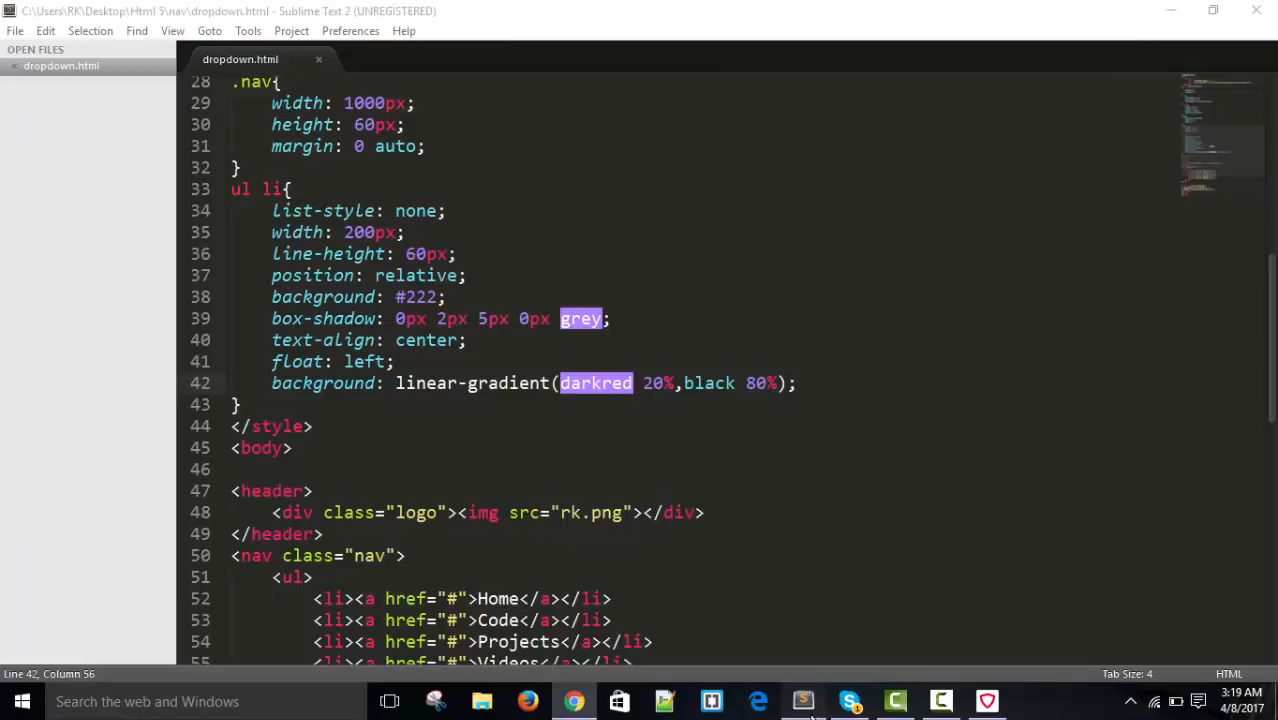 C:\Users\RK\Desktop\Html 5\nav\dropdown.html - Sublime Text 2 (UNREGISTERED)
File Edit Selection Find View Goto Tools Project Preferences Help
OPEN FILES
dropdown.html
dropdown.html
28 .nav{
29 width: 1000px;
30 height: 60px;
31 margin: 0 auto;
32 }
33 ul li{
34 list-style: none;
35 width: 200px;
36 line-height: 60px;
37 position: relative;
38 background: #222;
39 box-shadow: 0px 2px 5px 0px grey;
40 text-align: center;
41 float: left;
42 background: linear-gradient(darkred 20%,black 80%);
43 }
44 </style>
45 <body>
46
47 <header>
48 <div class="logo"><img src="rk.png"></div>
49 </header>
50 <nav class="nav">
51 <ul>
52 <li><a href="#">Home</a></li>
53 <li><a href="#">Code</a></li>
54 <li><a href="#">Projects</a></li>
55 <li><a href="#">Videos</a></li>
Line 42, Column 56
Tab Size: 4
HTML
Search the web and Windows
3:19 AM
4/8/2017